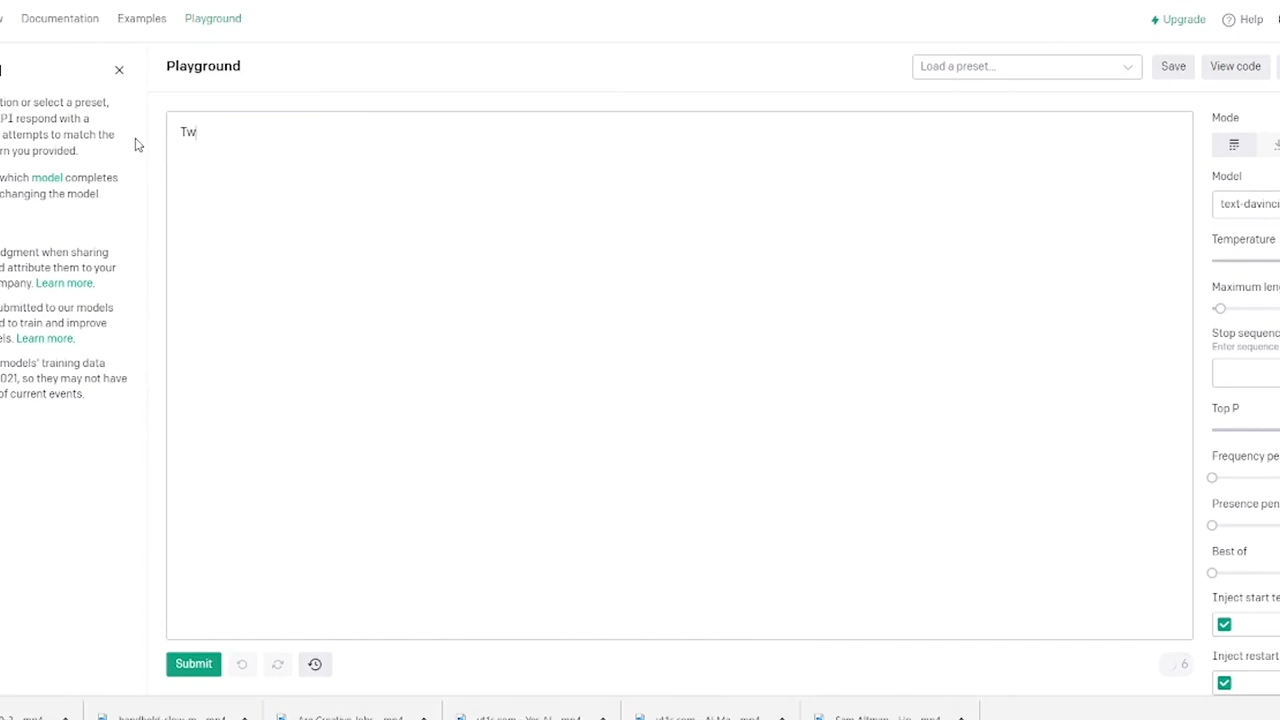 Documentation Examples Playground Upgrade Help
Playground Load a preset... Save View code
tion or select a preset,
PI respond with a
attempts to match the
rn you provided.
which model completes
changing the model
dgment when sharing
d attribute them to your
mpany. Learn more.
ubmitted to our models
d to train and improve
els. Learn more.
models' training data
021, so they may not have
of current events.
Tw
Mode
Model
text-davinci
Temperature
Maximum len
Stop sequenc
Enter sequence
Top P
Frequency pe
Presence pen
Best of
Inject start te
Inject restart
Submit 6